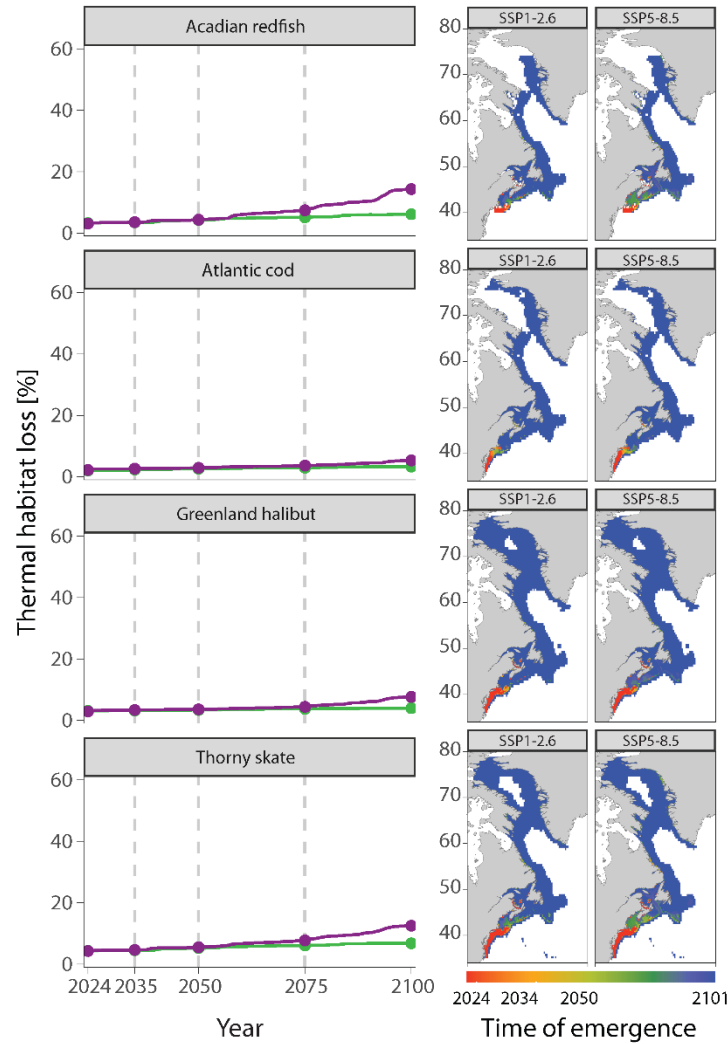 Thermal habitat loss [%]
Acadian redfish
60
40
20
0
SSP1-2.6
SSP5-8.5
80
70
60
50
40
Atlantic cod
60
40
20
0
SSP1-2.6
SSP5-8.5
80
70
60
50
40
Greenland halibut
60
40
20
0
SSP1-2.6
SSP5-8.5
80
70
60
50
40
Thorny skate
60
40
20
0
SSP1-2.6
SSP5-8.5
80
70
60
50
40
2024 2035 2050 2075 2100
Year
2024 2034 2050 2101
Time of emergence